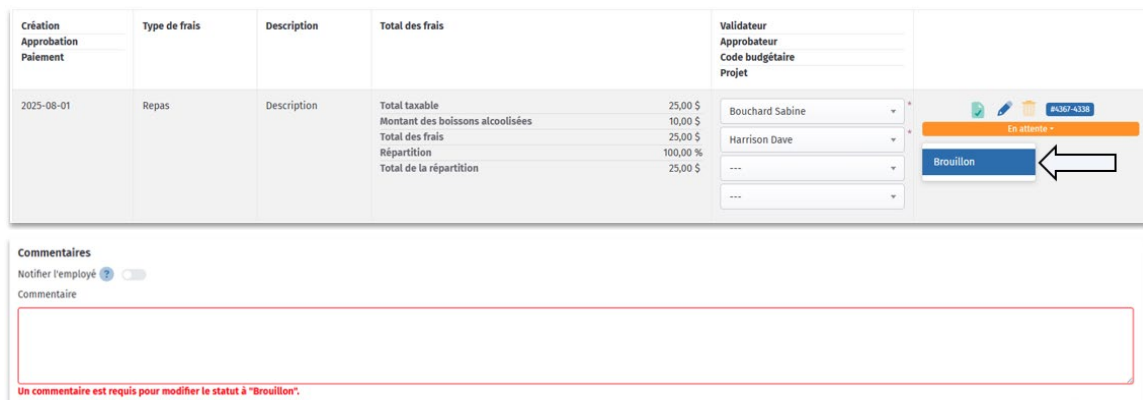 Création
Approbation
Paiement
Type de frais
Description
Total des frais
Validateur
Approbateur
Code budgétaire
Projet
2025-08-01
Repas
Description
Total taxable 25,00 $
Montant des boissons alcoolisées 10,00 $
Total des frais 25,00 $
Répartition 100,00 %
Total de la répartition 25,00 $
Bouchard Sabine *
Harrison Dave *
---
---
#4367-4338
En attente
Brouillon
Commentaires
Notifier l'employé ?
Commentaire
Un commentaire est requis pour modifier le statut à "Brouillon".